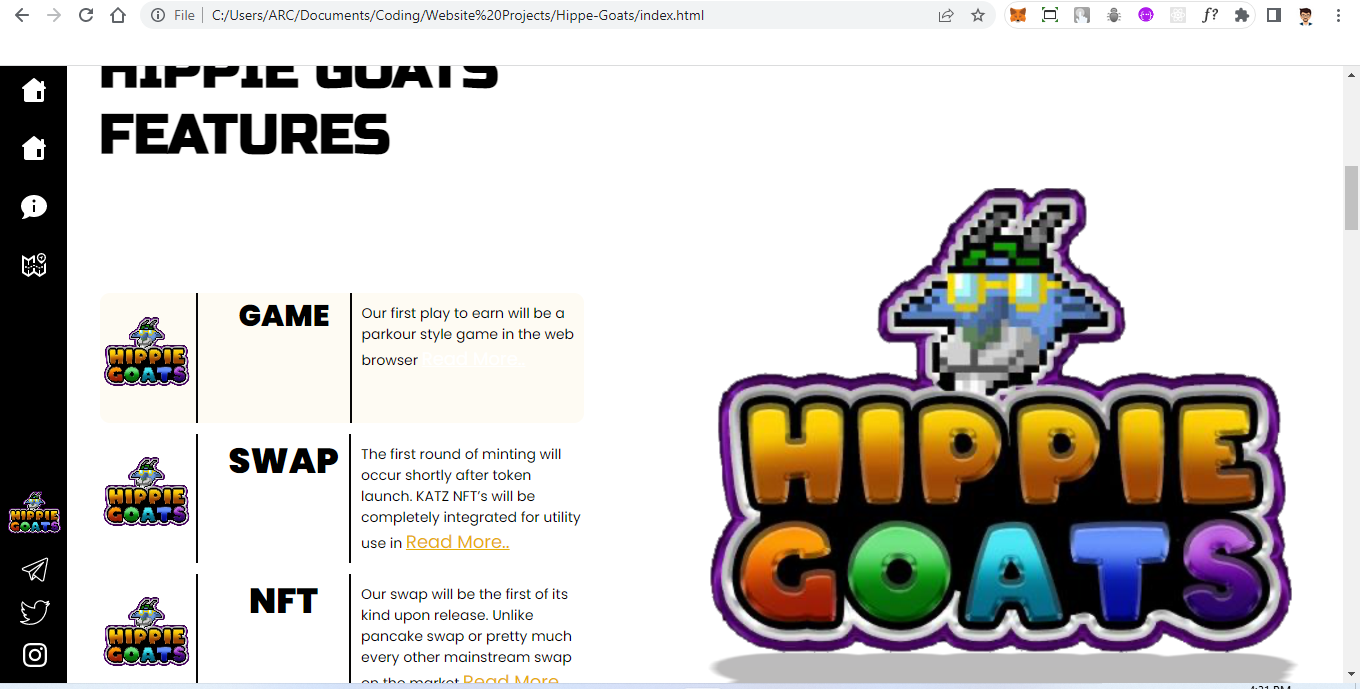 File
C:/Users/ARC/Documents/Coding/Website%20Projects/Hippe-Goats/index.html
f?
HIPPIE GOATS
FEATURES
HIPPIE
GOATS
GAME
Our first play to earn will be a
parkour style game in the web
browser Read More..
HIPPIE
GOATS
SWAP
The first round of minting will
occur shortly after token
launch. KATZ NFT's will be
completely integrated for utility
use in Read More..
HIPPIE
GOATS
NFT
Our swap will be the first of its
kind upon release. Unlike
pancake swap or pretty much
every other mainstream swap
on the market Read More
HIPPIE
GOATS
HIPPIE
GOATS
4:31 PM